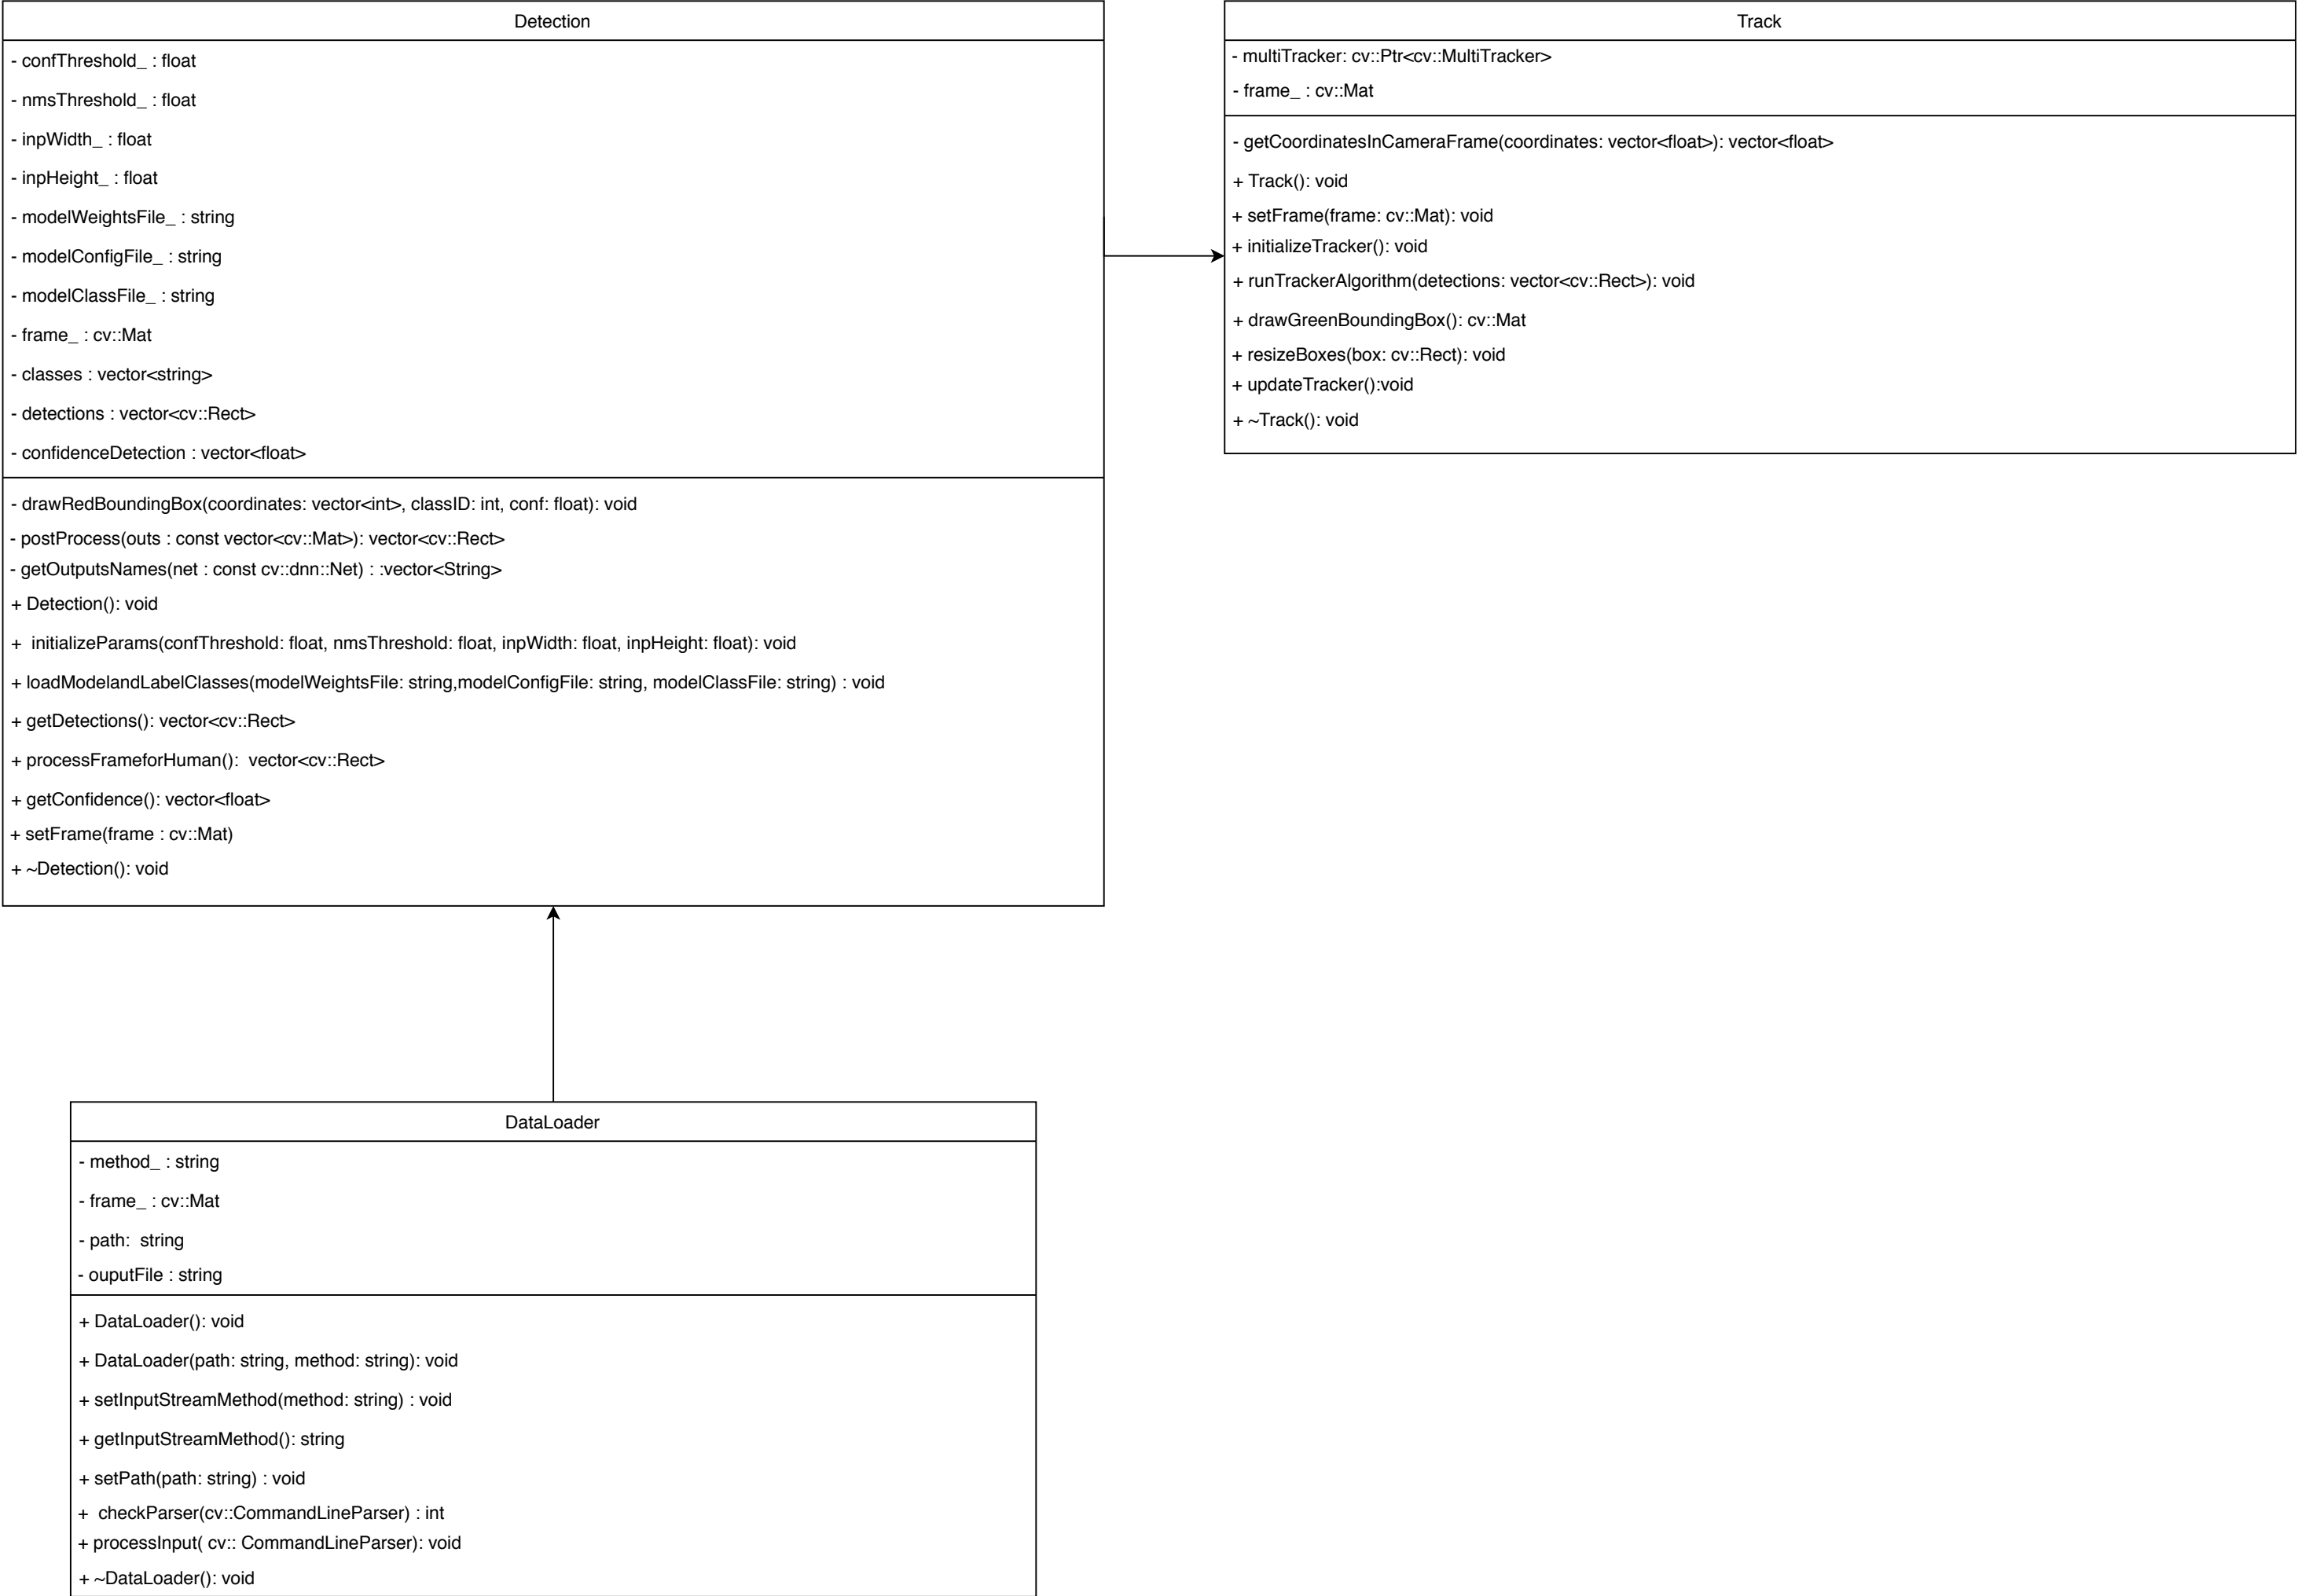 Detection
- confThreshold_ : float
- nmsThreshold_ : float
- inpWidth_ : float
- inpHeight_ : float
- modelWeightsFile_ : string
- modelConfigFile_ : string
- modelClassFile_ : string
- frame_ : cv::Mat
- classes : vector<string>
- detections : vector<cv::Rect>
- confidenceDetection : vector<float>
- drawRedBoundingBox(coordinates: vector<int>, classID: int, conf: float): void
- postProcess(outs : const vector<cv::Mat>): vector<cv::Rect>
- getOutputsNames(net : const cv::dnn::Net) : :vector<String>
+ Detection(): void
+  initializeParams(confThreshold: float, nmsThreshold: float, inpWidth: float, inpHeight: float): void
+ loadModelandLabelClasses(modelWeightsFile: string,modelConfigFile: string, modelClassFile: string) : void
+ getDetections(): vector<cv::Rect>
+ processFrameforHuman():  vector<cv::Rect>
+ getConfidence(): vector<float>
+ setFrame(frame : cv::Mat)
+ ~Detection(): void
Track
- multiTracker: cv::Ptr<cv::MultiTracker>
- frame_ : cv::Mat
- getCoordinatesInCameraFrame(coordinates: vector<float>): vector<float>
+ Track(): void
+ setFrame(frame: cv::Mat): void
+ initializeTracker(): void
+ runTrackerAlgorithm(detections: vector<cv::Rect>): void
+ drawGreenBoundingBox(): cv::Mat
+ resizeBoxes(box: cv::Rect): void
+ updateTracker():void
+ ~Track(): void
DataLoader
- method_ : string
- frame_ : cv::Mat
- path:  string
- ouputFile : string
+ DataLoader(): void
+ DataLoader(path: string, method: string): void
+ setInputStreamMethod(method: string) : void
+ getInputStreamMethod(): string
+ setPath(path: string) : void
+  checkParser(cv::CommandLineParser) : int
+ processInput( cv:: CommandLineParser): void
+ ~DataLoader(): void